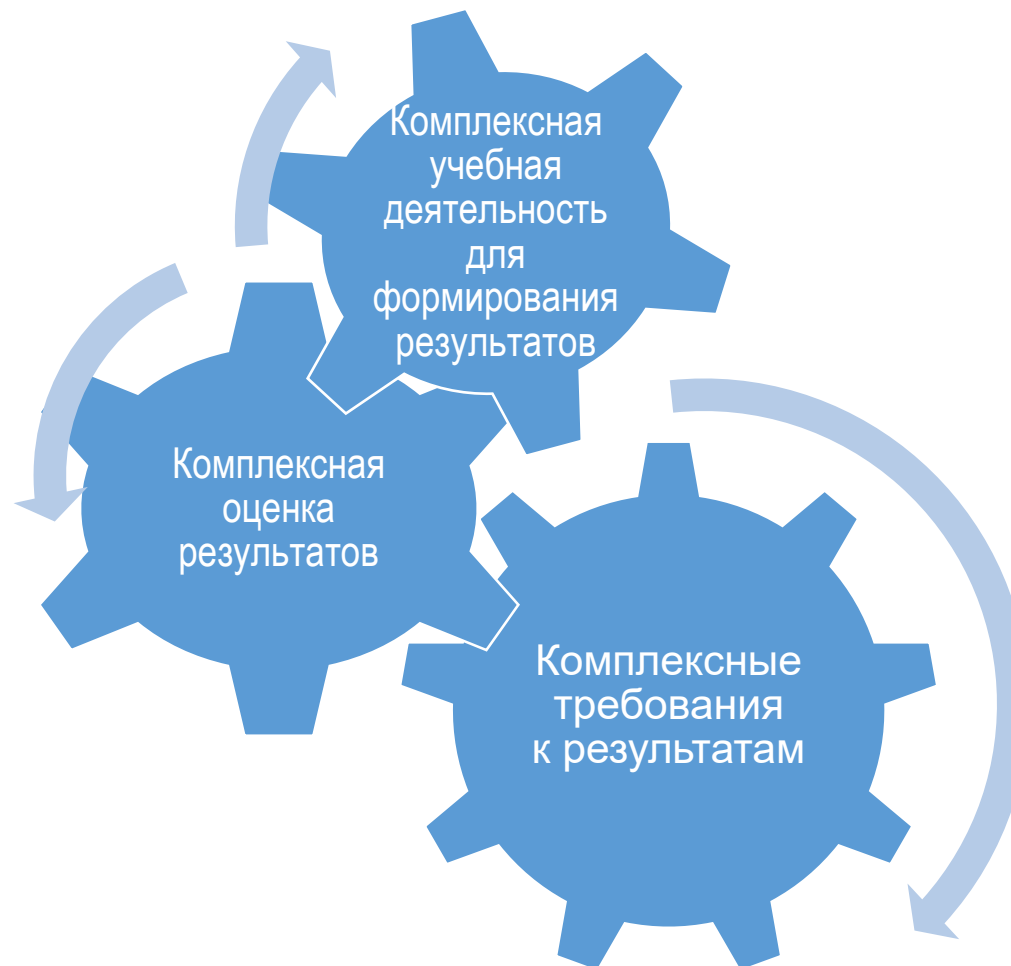 Комплексная
учебная
деятельность
для
формирования
результатов
Комплексная
оценка
результатов
Комплексные
требования
к результатам